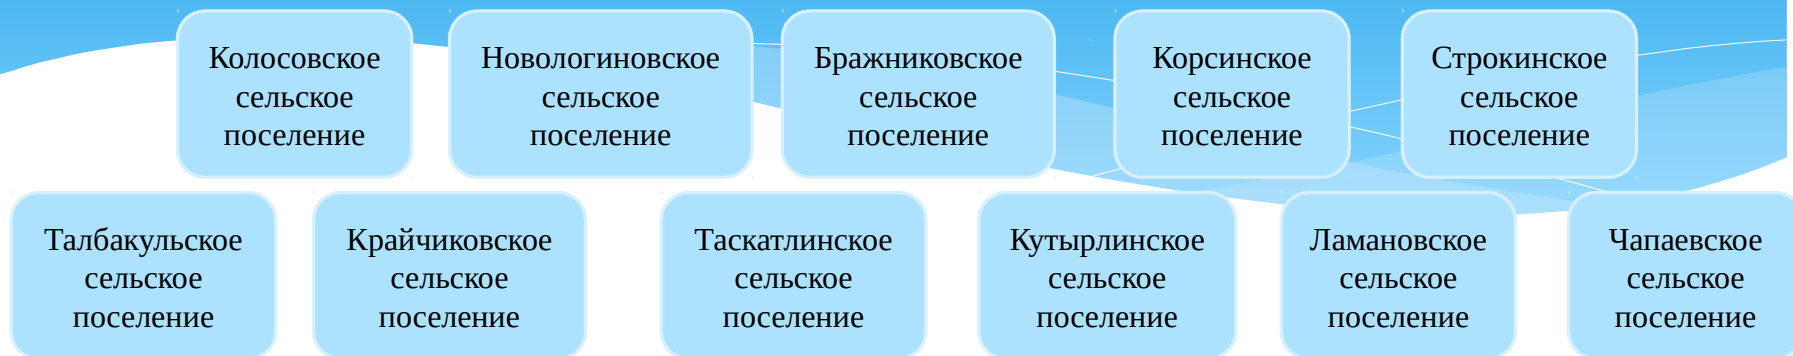 Колосовское
сельское
поселение
Новологиновское
сельское
поселение
Бражниковское
сельское
поселение
Корсинское
сельское
поселение
Строкинское
сельское
поселение
Талбакульское
сельское
поселение
Крайчиковское
сельское
поселение
Таскатлинское
сельское
поселение
Кутырлинское
сельское
поселение
Ламановское
сельское
поселение
Чапаевское
сельское
поселение